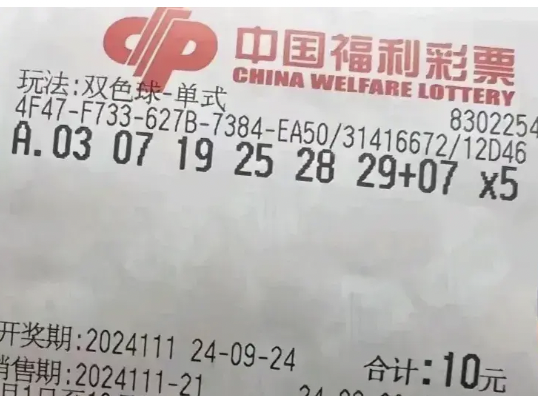 中国福利彩票
CHINA WELFARE LOTTERY
玩法:双色球-单式
8302254
4F47-F733-627B-7384-EA50/31416672/12D46
A.03 07 19 25 28 29+07 x5
开奖期:2024111 24-09-24
合计:10元
销售期:2024111-21